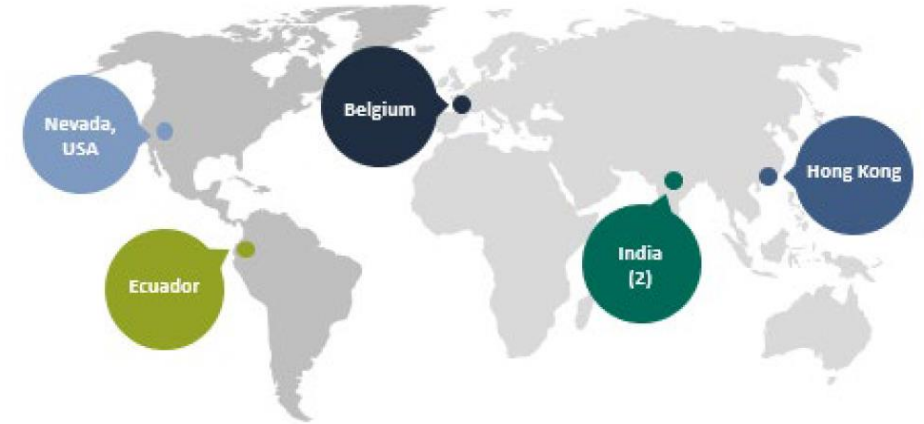 Nevada,
USA
Belgium
Hong Kong
India
(2)
Ecuador